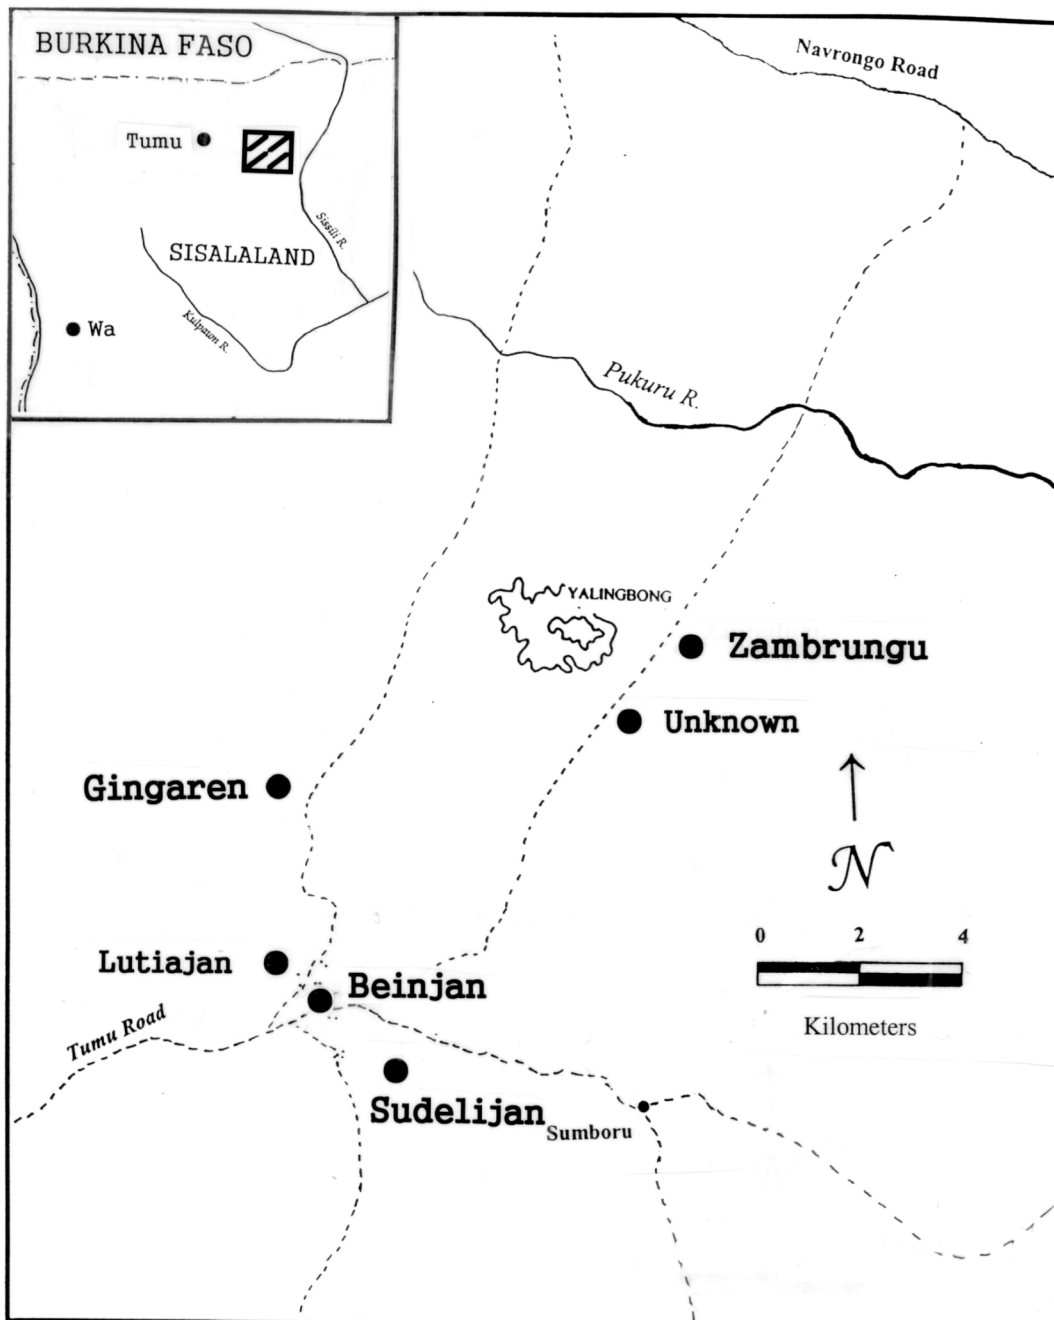 BURKINA FASO
Tumu
Sissili R.
SISALALAND
Kulpawn R.
Wa
Navrongo Road
Pukuru R.
YALINGBONG
Zambrungu
Unknown
Gingaren
N
0 2 4
Kilometers
Lutiajan
Beinjan
Tumu Road
Sudelijan
Sumboru